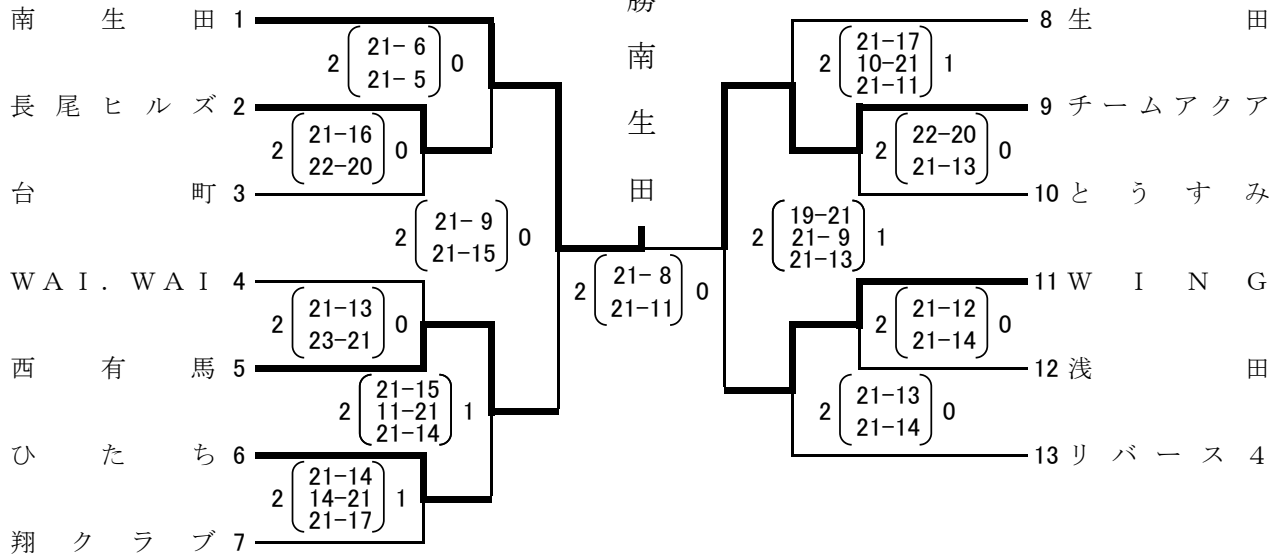 勝
南
生
田
南生田 1
2 21- 6 0
21- 5
長尾ヒルズ 2
2 21-16 0
22-20
台町 3
2 21- 9 0
21-15
WAI. WAI 4
2 21-13 0
23-21
西有馬 5
2 21-15 1
11-21
21-14
ひたち 6
2 21-14 1
14-21
21-17
翔クラブ 7
2 21- 8 0
21-11
8 生田
2 21-17 1
10-21
21-11
9 チームアクア
2 22-20 0
21-13
10 とうすみ
2 19-21 1
21- 9
21-13
11 WING
2 21-12 0
21-14
12 浅田
2 21-13 0
21-14
13 リバース4